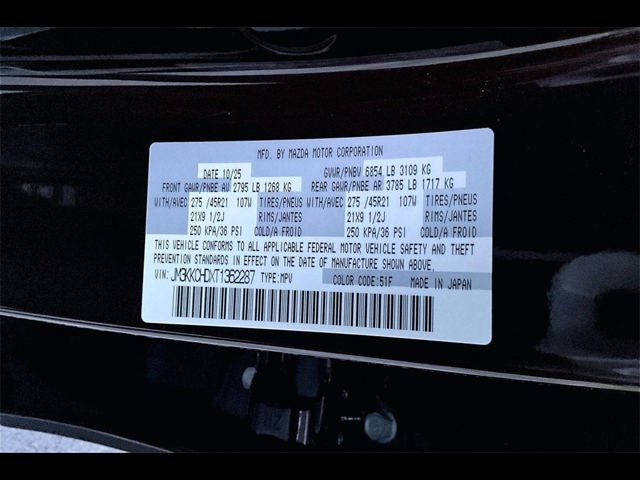 MFD. BY MAZDA MOTOR CORPORATION
DATE 10/25 GVWR/PNBV 6854 LB 3109 KG
FRONT GAWR/PNBE AV 2795 LB 1268 KG REAR GAWR/PNBE AR 3785 LB 1717 KG
WITH/AVEC 275 /45R21 107W TIRES/PNEUS WITH/AVEC 275 /45R21 107W TIRES/PNEUS
21X9 1/2J RIMS/JANTES 21X9 1/2J RIMS/JANTES
250 KPA/36 PSI COLD/A FROID 250 KPA/36 PSI COLD/A FROID
THIS VEHICLE CONFORMS TO ALL APPLICABLE FEDERAL MOTOR VEHICLE SAFETY AND THEFT
PREVENTION STANDARDS IN EFFECT ON THE DATE OF MANUFACTURE SHOWN ABOVE.
VIN: JM3KKCHDXT1362287 TYPE:MPV COLOR CODE:51F MADE IN JAPAN